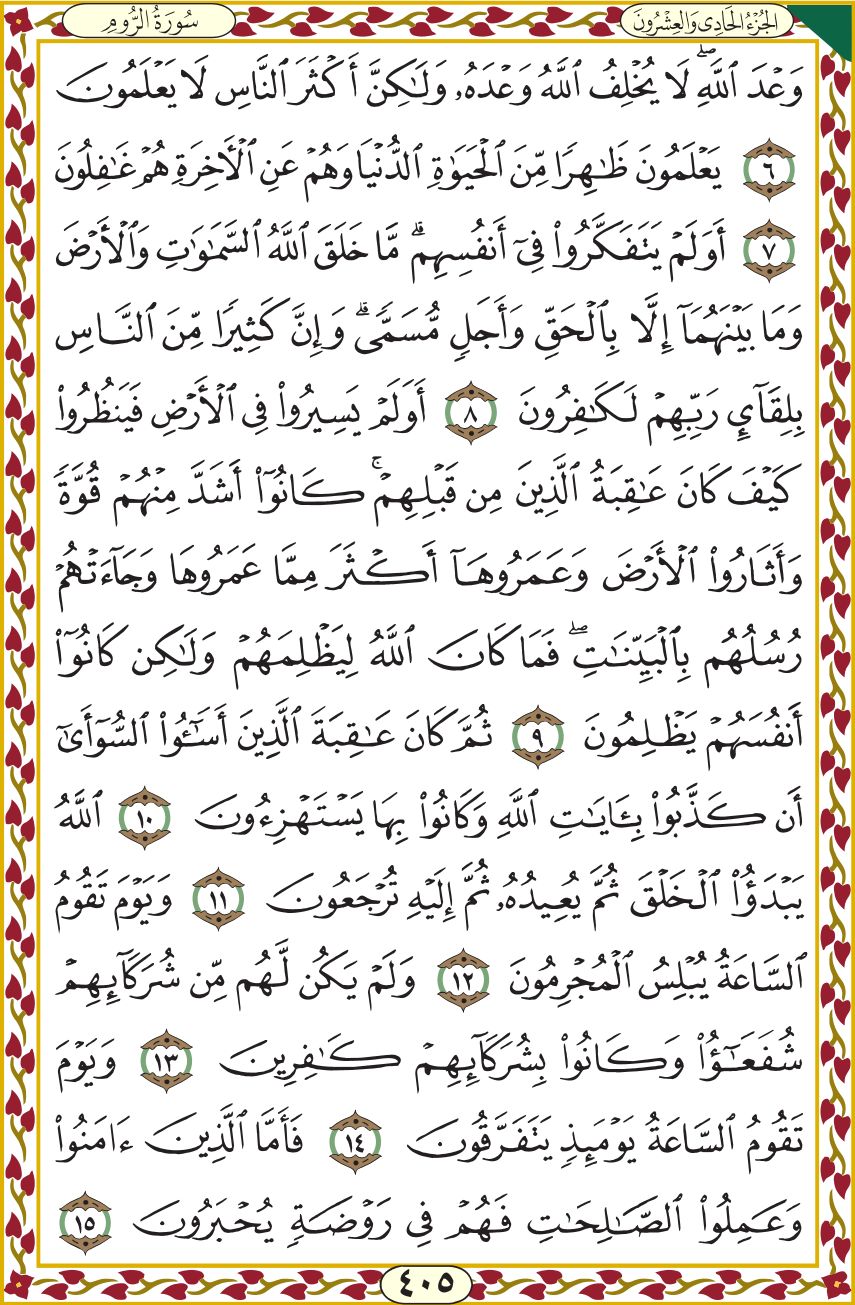 الجُزْءُ الحَادِى وَالعِشْرُونَ
سُورَةُ الرُّومِ
وَعْدَ ٱللَّهِۖ لَا يُخْلِفُ ٱللَّهُ وَعْدَهُۥ وَلَـٰكِنَّ أَكْثَرَ ٱلنَّاسِ لَا يَعْلَمُونَ
٦ يَعْلَمُونَ ظَـٰهِرًا مِّنَ ٱلْحَيَوٰةِ ٱلدُّنْيَا وَهُمْ عَنِ ٱلْأَخِرَةِ هُمْ غَـٰفِلُونَ
٧ أَوَلَمْ يَتَفَكَّرُوا۟ فِىٓ أَنفُسِهِمۗ مَّا خَلَقَ ٱللَّهُ ٱلسَّمَـٰوَٰتِ وَٱلْأَرْضَ
وَمَا بَيْنَهُمَآ إِلَّا بِٱلْحَقِّ وَأَجَلٍ مُّسَمًّىۗ وَإِنَّ كَثِيرًا مِّنَ ٱلنَّاسِ
بِلِقَآئِ رَبِّهِمْ لَكَـٰفِرُونَ ٨ أَوَلَمْ يَسِيرُوا۟ فِى ٱلْأَرْضِ فَيَنظُرُوا۟
كَيْفَ كَانَ عَـٰقِبَةُ ٱلَّذِينَ مِن قَبْلِهِمْۚ كَانُوٓا۟ أَشَدَّ مِنْهُمْ قُوَّةً
وَأَثَارُوا۟ ٱلْأَرْضَ وَعَمَرُوهَآ أَكْثَرَ مِمَّا عَمَرُوهَا وَجَآءَتْهُمْ
رُسُلُهُم بِٱلْبَيِّنَـٰتِۖ فَمَا كَانَ ٱللَّهُ لِيَظْلِمَهُمْ وَلَـٰكِن كَانُوٓا۟
أَنفُسَهُمْ يَظْلِمُونَ ٩ ثُمَّ كَانَ عَـٰقِبَةَ ٱلَّذِينَ أَسَـٰٓـُٔوا۟ ٱلسُّوٓأَىٰٓ
أَن كَذَّبُوا۟ بِـَٔايَـٰتِ ٱللَّهِ وَكَانُوا۟ بِهَا يَسْتَهْزِءُونَ ١٠ ٱللَّهُ
يَبْدَؤُا۟ ٱلْخَلْقَ ثُمَّ يُعِيدُهُۥ ثُمَّ إِلَيْهِ تُرْجَعُونَ ١١ وَيَوْمَ تَقُومُ
ٱلسَّاعَةُ يُبْلِسُ ٱلْمُجْرِمُونَ ١٢ وَلَمْ يَكُن لَّهُم مِّن شُرَكَآئِهِمْ
شُفَعَـٰٓؤُا۟ وَكَانُوا۟ بِشُرَكَآئِهِمْ كَـٰفِرِينَ ١٣ وَيَوْمَ
تَقُومُ ٱلسَّاعَةُ يَوْمَئِذٍ يَتَفَرَّقُونَ ١٤ فَأَمَّا ٱلَّذِينَ ءَامَنُوا۟
وَعَمِلُوا۟ ٱلصَّـٰلِحَـٰتِ فَهُمْ فِى رَوْضَةٍ يُحْبَرُونَ ١٥
٤٠٥